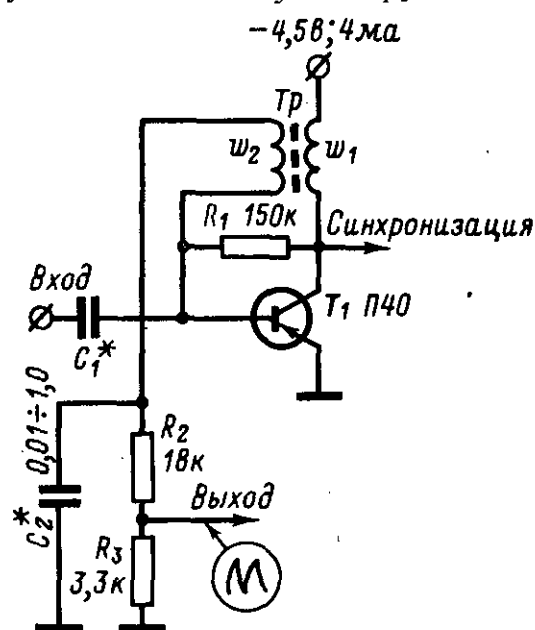 −4,5в; 4ма
Тр
w₂
w₁
R₁ 150к
Синхронизация
Вход
T₁ П40
C₁*
0,01÷1,0
C₂*
R₂
18к
Выход
R₃
3,3к
M